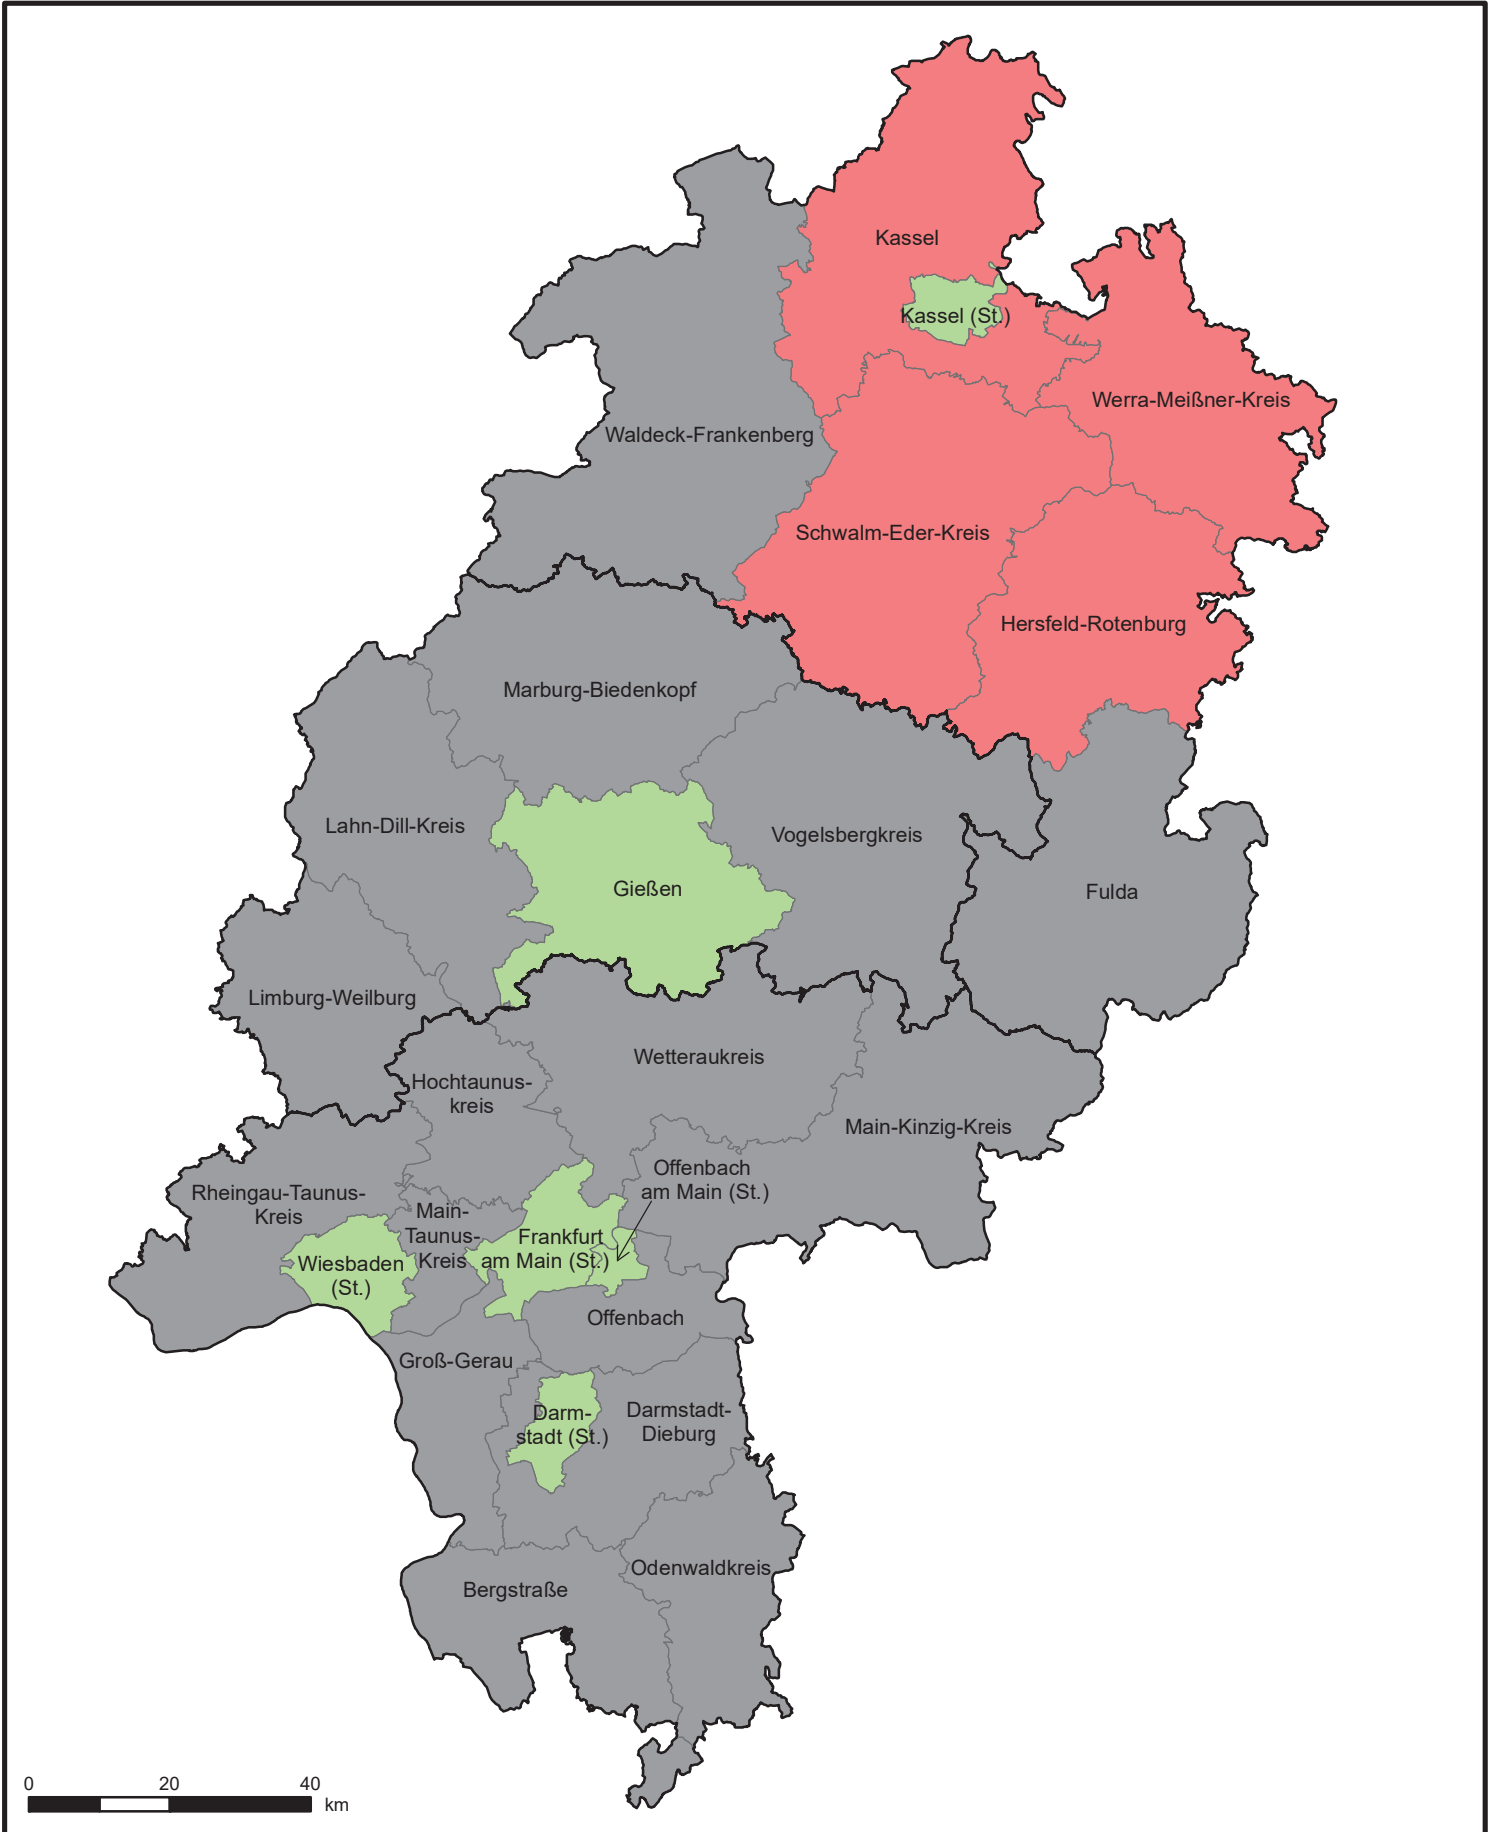 Kassel
Kassel (St.)
Werra-Meißner-Kreis
Waldeck-Frankenberg
Schwalm-Eder-Kreis
Hersfeld-Rotenburg
Marburg-Biedenkopf
Lahn-Dill-Kreis
Vogelsbergkreis
Gießen
Fulda
Limburg-Weilburg
Wetteraukreis
Hochtaunus-
kreis
Main-Kinzig-Kreis
Offenbach
am Main (St.)
Rheingau-Taunus-
Kreis
Main-
Taunus-
Kreis
Frankfurt
am Main (St.)
Wiesbaden
(St.)
Offenbach
Groß-Gerau
Darm-
stadt (St.)
Darmstadt-
Dieburg
Odenwaldkreis
Bergstraße
0 20 40
km